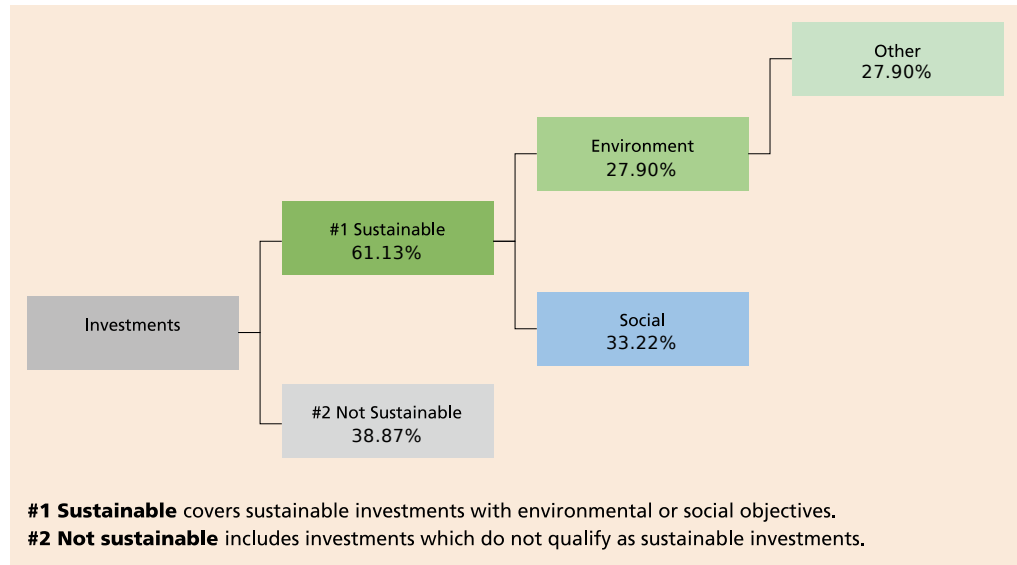 Other
27.90%
Environment
27.90%
#1 Sustainable
61.13%
Investments
Social
33.22%
#2 Not Sustainable
38.87%
#1 Sustainable covers sustainable investments with environmental or social objectives.
#2 Not sustainable includes investments which do not qualify as sustainable investments.